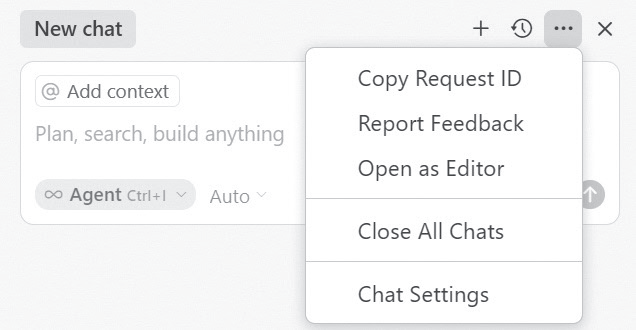 New chat
@ Add context
Plan, search, build anything
Agent Ctrl+I
Auto
Copy Request ID
Report Feedback
Open as Editor
Close All Chats
Chat Settings